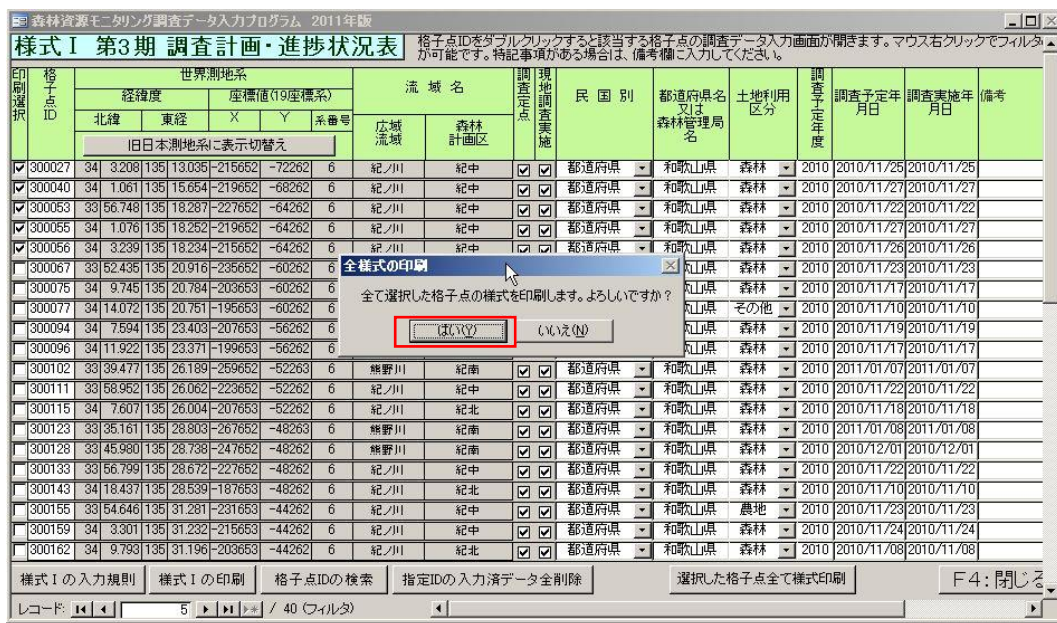 森林資源モニタリング調査データ入力プログラム 2011年版
様式Ⅰ 第3期 調査計画・進捗状況表
格子点IDをダブルクリックすると該当する格子点の調査データ入力画面が開きます。マウス右クリックでフィルタ
が可能です。特記事項がある場合は、備考欄に入力してください。
印刷選択 格子点ID 世界測地系 流域名 調査定点 現地調査実施 民国別 都道府県名又は森林管理局名 土地利用区分 調査予定年度 調査予定年月日 調査実施年月日 備考
経緯度 座標値(19座標系)
北緯 東経 X Y 系番号 広域流域 森林計画区
旧日本測地系に表示切替え
300027 34 3.208 135 13.035 -215652 -72262 6 紀ノ川 紀中 都道府県 和歌山県 森林 2010 2010/11/25 2010/11/25
300040 34 1.061 135 15.654 -219652 -68262 6 紀ノ川 紀中 都道府県 和歌山県 森林 2010 2010/11/27 2010/11/27
300053 33 56.748 135 18.287 -227652 -64262 6 紀ノ川 紀中 都道府県 和歌山県 森林 2010 2010/11/22 2010/11/22
300055 34 1.076 135 18.252 -219652 -64262 6 紀ノ川 紀中 都道府県 和歌山県 森林 2010 2010/11/27 2010/11/27
300056 34 3.239 135 18.234 -215652 -64262 6 紀ノ川 紀中 都道府県 和歌山県 森林 2010 2010/11/26 2010/11/26
300067 33 52.435 135 20.916 -235652 -60262 6 山県 森林 2010 2010/11/23 2010/11/23
300075 34 9.745 135 20.784 -203653 -60262 6 山県 森林 2010 2010/11/17 2010/11/17
300077 34 14.072 135 20.751 -195653 -60262 6 山県 その他 2010 2010/11/10 2010/11/10
300094 34 7.594 135 23.403 -207653 -56262 6 山県 森林 2010 2010/11/19 2010/11/19
300096 34 11.922 135 23.371 -199653 -56262 6 山県 森林 2010 2010/11/17 2010/11/17
全様式の印刷
全て選択した格子点の様式を印刷します。よろしいですか?
はい(Y) いいえ(N)
300102 33 39.477 135 26.189 -259652 -52263 6 熊野川 紀南 都道府県 和歌山県 森林 2010 2011/01/07 2011/01/07
300111 33 58.952 135 26.062 -223652 -52262 6 紀ノ川 紀中 都道府県 和歌山県 森林 2010 2010/11/22 2010/11/22
300115 34 7.607 135 26.004 -207653 -52262 6 紀ノ川 紀北 都道府県 和歌山県 森林 2010 2010/11/18 2010/11/18
300123 33 35.161 135 28.803 -267652 -48263 6 熊野川 紀南 都道府県 和歌山県 森林 2010 2011/01/08 2011/01/08
300128 33 45.980 135 28.738 -247652 -48262 6 熊野川 紀南 都道府県 和歌山県 森林 2010 2010/12/01 2010/12/01
300133 33 56.799 135 28.672 -227652 -48262 6 紀ノ川 紀中 都道府県 和歌山県 森林 2010 2010/11/22 2010/11/22
300143 34 18.437 135 28.539 -187653 -48262 6 紀ノ川 紀北 都道府県 和歌山県 森林 2010 2010/11/10 2010/11/10
300155 33 54.646 135 31.281 -231653 -44262 6 紀ノ川 紀中 都道府県 和歌山県 農地 2010 2010/11/23 2010/11/23
300159 34 3.301 135 31.232 -215653 -44262 6 紀ノ川 紀中 都道府県 和歌山県 森林 2010 2010/11/24 2010/11/24
300162 34 9.793 135 31.196 -203653 -44262 6 紀ノ川 紀北 都道府県 和歌山県 森林 2010 2010/11/08 2010/11/08
様式Ⅰの入力規則 様式Ⅰの印刷 格子点IDの検索 指定IDの入力済データ全削除 選択した格子点全て様式印刷 F4:閉じる
レコード: 5 / 40 (フィルタ)